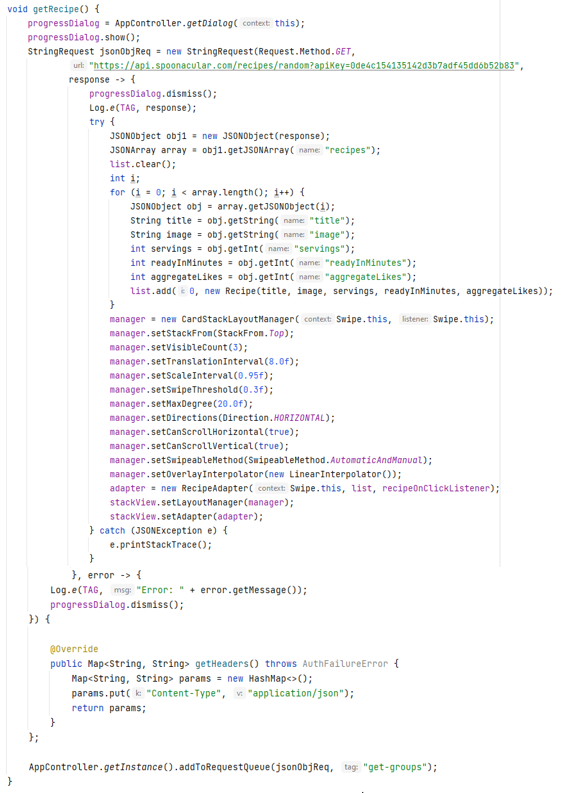 void getRecipe() {
progressDialog = AppController.getDialog( context: this);
progressDialog.show();
StringRequest jsonObjReq = new StringRequest(Request.Method.GET,
url: "https://api.spoonacular.com/recipes/random?apiKey=0de4c154135142d3b7adf45dd6b52b83",
response -> {
progressDialog.dismiss();
Log.e(TAG, response);
try {
JSONObject obj1 = new JSONObject(response);
JSONArray array = obj1.getJSONArray( name: "recipes");
list.clear();
int i;
for (i = 0; i < array.length(); i++) {
JSONObject obj = array.getJSONObject(i);
String title = obj.getString( name: "title");
String image = obj.getString( name: "image");
int servings = obj.getInt( name: "servings");
int readyInMinutes = obj.getInt( name: "readyInMinutes");
int aggregateLikes = obj.getInt( name: "aggregateLikes");
list.add( i: 0, new Recipe(title, image, servings, readyInMinutes, aggregateLikes));
}
manager = new CardStackLayoutManager( context: Swipe.this, listener: Swipe.this);
manager.setStackFrom(StackFrom.Top);
manager.setVisibleCount(3);
manager.setTranslationInterval(8.0f);
manager.setScaleInterval(0.95f);
manager.setSwipeThreshold(0.3f);
manager.setMaxDegree(20.0f);
manager.setDirections(Direction.HORIZONTAL);
manager.setCanScrollHorizontal(true);
manager.setCanScrollVertical(true);
manager.setSwipeableMethod(SwipeableMethod.AutomaticAndManual);
manager.setOverlayInterpolator(new LinearInterpolator());
adapter = new RecipeAdapter( context: Swipe.this, list, recipeOnClickListener);
stackView.setLayoutManager(manager);
stackView.setAdapter(adapter);
} catch (JSONException e) {
e.printStackTrace();
}
}, error -> {
Log.e(TAG, msg: "Error: " + error.getMessage());
progressDialog.dismiss();
}) {
@Override
public Map<String, String> getHeaders() throws AuthFailureError {
Map<String, String> params = new HashMap<>();
params.put( k: "Content-Type", v: "application/json");
return params;
}
};
AppController.getInstance().addToRequestQueue(jsonObjReq, tag: "get-groups");
}